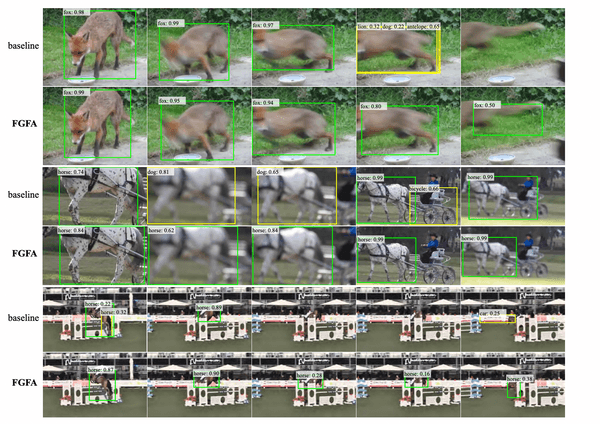 fox: 0.98 fox: 0.99 fox: 0.97 lion: 0.32 dog: 0.22 antelope: 0.65
baseline
fox: 0.99 fox: 0.95 fox: 0.94 fox: 0.80 fox: 0.50
FGFA
horse: 0.74 dog: 0.81 dog: 0.65 horse: 0.99 horse: 0.99
bicycle: 0.66
baseline
horse: 0.84 horse: 0.62 horse: 0.84 horse: 0.99 horse: 0.99
FGFA
horse: 0.22 horse: 0.89
horse: 0.32 car: 0.25
baseline
horse: 0.87 horse: 0.90 horse: 0.28 horse: 0.16 horse: 0.38
FGFA